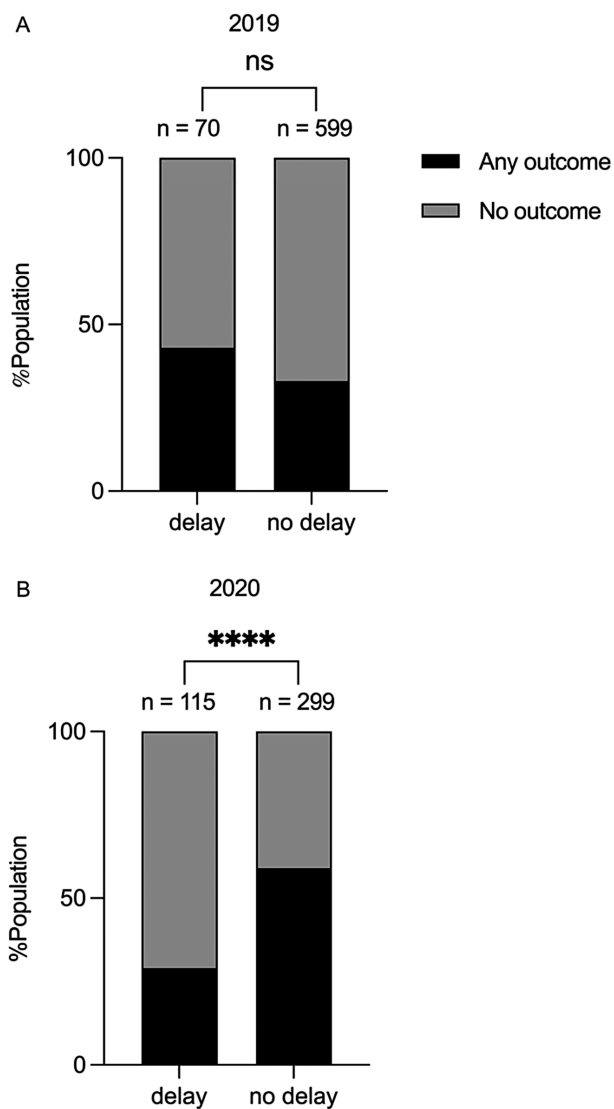 A
2019
ns
n = 70
n = 599
Any outcome
No outcome
100
50
0
%Population
delay
no delay
B
2020
****
n = 115
n = 299
100
50
0
%Population
delay
no delay